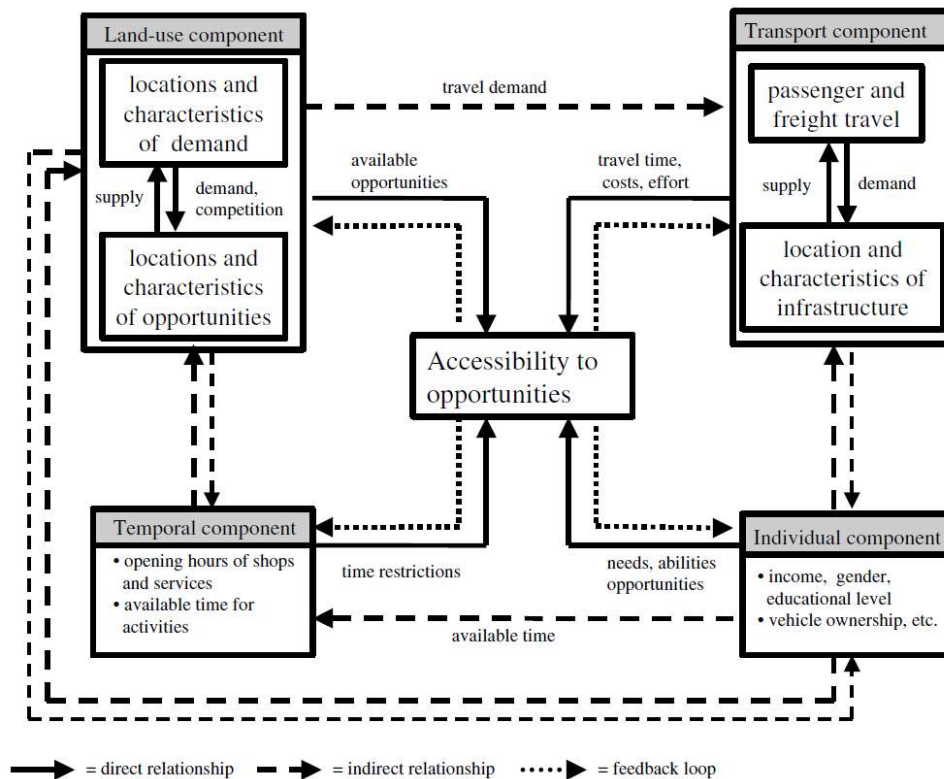 Land-use component
locations and
characteristics
of demand
supply
demand,
competition
locations and
characteristics
of opportunities
travel demand
available
opportunities
travel time,
costs, effort
Transport component
passenger and
freight travel
supply
demand
location and
characteristics of
infrastructure
Accessibility to
opportunities
Temporal component
• opening hours of shops
and services
• available time for
activities
time restrictions
needs, abilities
opportunities
available time
Individual component
• income, gender,
educational level
• vehicle ownership, etc.
= direct relationship
= indirect relationship
= feedback loop